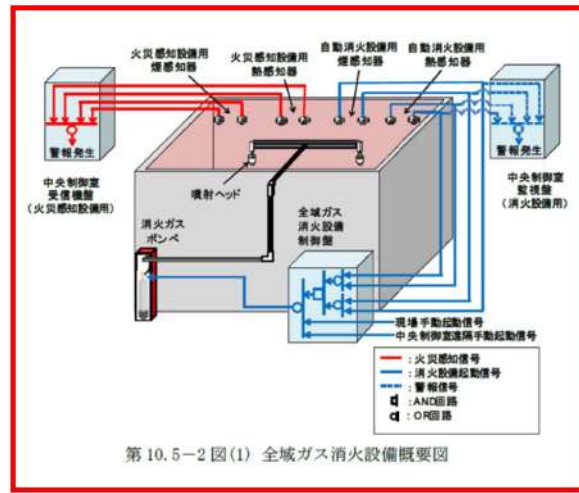 火災感知設備用
煙感知器
火災感知設備用
熱感知器
自動消火設備用
煙感知器
自動消火設備用
熱感知器
警報発生
中央制御室
受信機盤
(火災感知設備用)
警報発生
中央制御室
監視盤
(消火設備用)
噴射ヘッド
消火ガス
ボンベ
全域ガス
消火設備
制御盤
現場手動起動信号
中央制御室遠隔手動起動信号
:火災感知信号
:消火設備起動信号
:警報信号
:AND回路
:OR回路
第10.5-2図(1) 全域ガス消火設備概要図